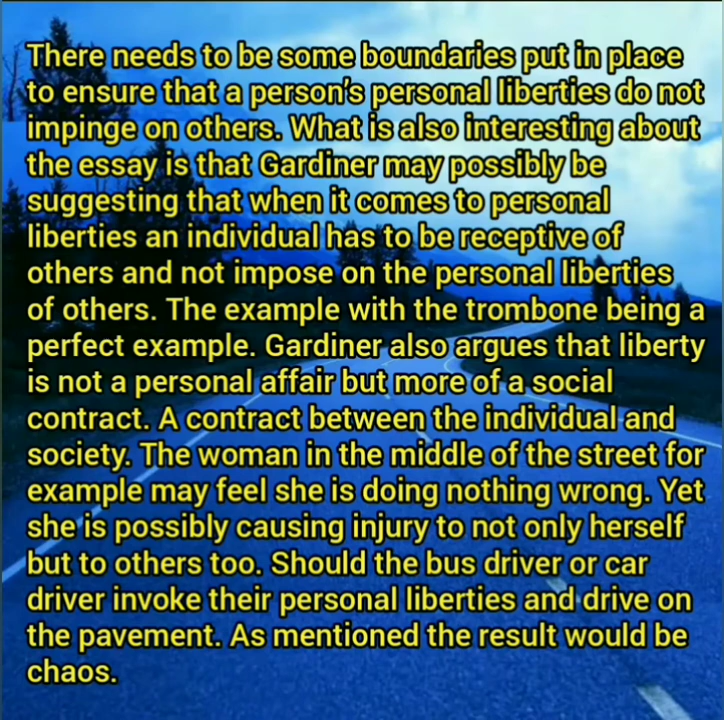 There needs to be some boundaries put in place
to ensure that a person's personal liberties do not
impinge on others. What is also interesting about
the essay is that Gardiner may possibly be
suggesting that when it comes to personal
liberties an individual has to be receptive of
others and not impose on the personal liberties
of others. The example with the trombone being a
perfect example. Gardiner also argues that liberty
is not a personal affair but more of a social
contract. A contract between the individual and
society. The woman in the middle of the street for
example may feel she is doing nothing wrong. Yet
she is possibly causing injury to not only herself
but to others too. Should the bus driver or car
driver invoke their personal liberties and drive on
the pavement. As mentioned the result would be
chaos.